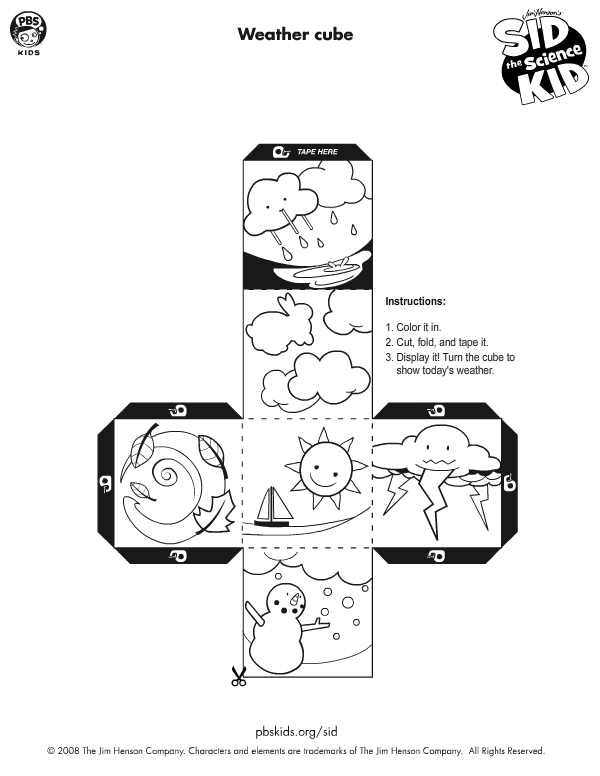 PBS
KIDS
Weather cube
Jim Henson's
SID
the Science
KID
TAPE HERE
Instructions:
1. Color it in.
2. Cut, fold, and tape it.
3. Display it! Turn the cube to
show today's weather.
pbskids.org/sid
© 2008 The Jim Henson Company. Characters and elements are trademarks of The Jim Henson Company. All Rights Reserved.